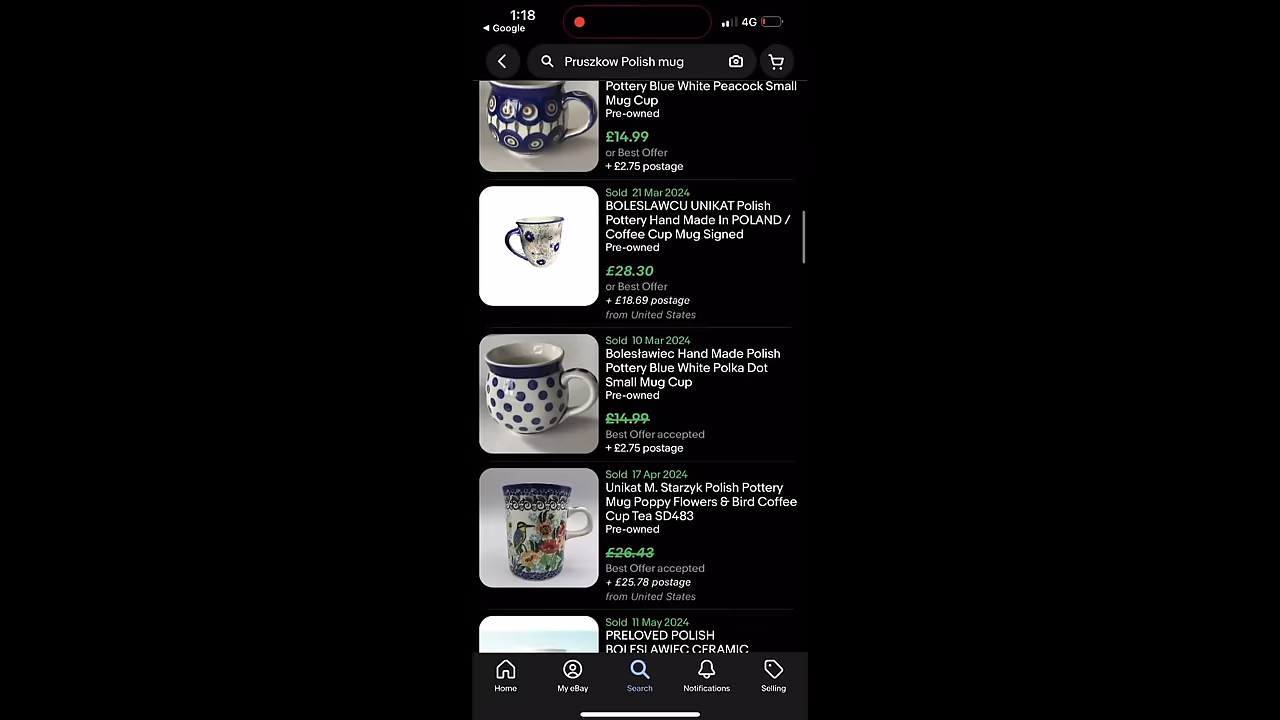 1:18
4G
◀ Google
Pruszkow Polish mug
Pottery Blue White Peacock Small
Mug Cup
Pre-owned
£14.99
or Best Offer
+ £2.75 postage
Sold 21 Mar 2024
BOLESLAWCU UNIKAT Polish
Pottery Hand Made In POLAND /
Coffee Cup Mug Signed
Pre-owned
£28.30
or Best Offer
+ £18.69 postage
from United States
Sold 10 Mar 2024
Bolesławiec Hand Made Polish
Pottery Blue White Polka Dot
Small Mug Cup
Pre-owned
£14.99
Best Offer accepted
+ £2.75 postage
Sold 17 Apr 2024
Unikat M. Starzyk Polish Pottery
Mug Poppy Flowers & Bird Coffee
Cup Tea SD483
Pre-owned
£26.43
Best Offer accepted
+ £25.78 postage
from United States
Sold 11 May 2024
PRELOVED POLISH
BOLESLAWIEC CERAMIC
Home
My eBay
Search
Notifications
Selling